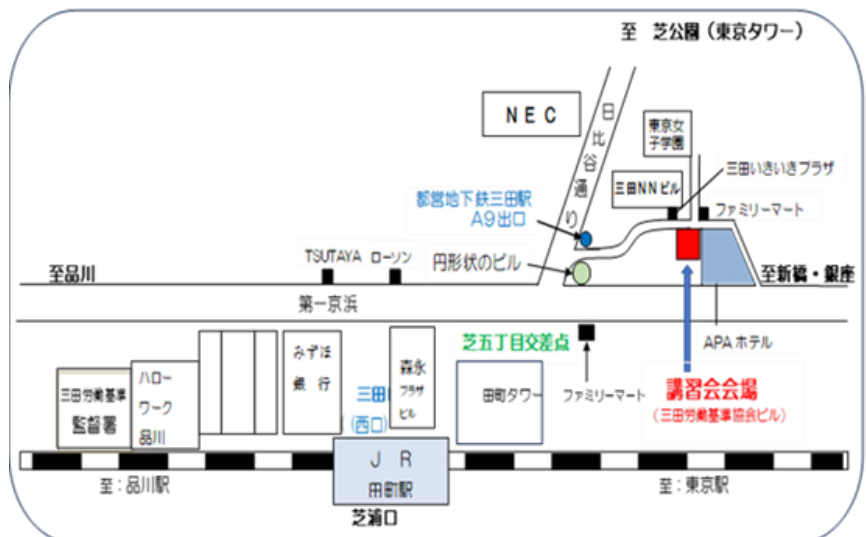 至 芝公園（東京タワー）
NEC
日比谷通り
東京女
子学園
三田いきいきプラザ
三田NNビル
ファミリーマート
都営地下鉄三田駅
A9出口
円形状のビル
TSUTAYA ローソン
至品川
至新橋・銀座
第一京浜
芝五丁目交差点
APAホテル
みずほ
銀行
森永
プラザ
ビル
三田労働基準
監督署
ハロー
ワーク
品川
三田
(西口)
田町タワー
ファミリーマート
講習会会場
（三田労働基準協会ビル）
JR
田町駅
至：品川駅
至：東京駅
芝浦口